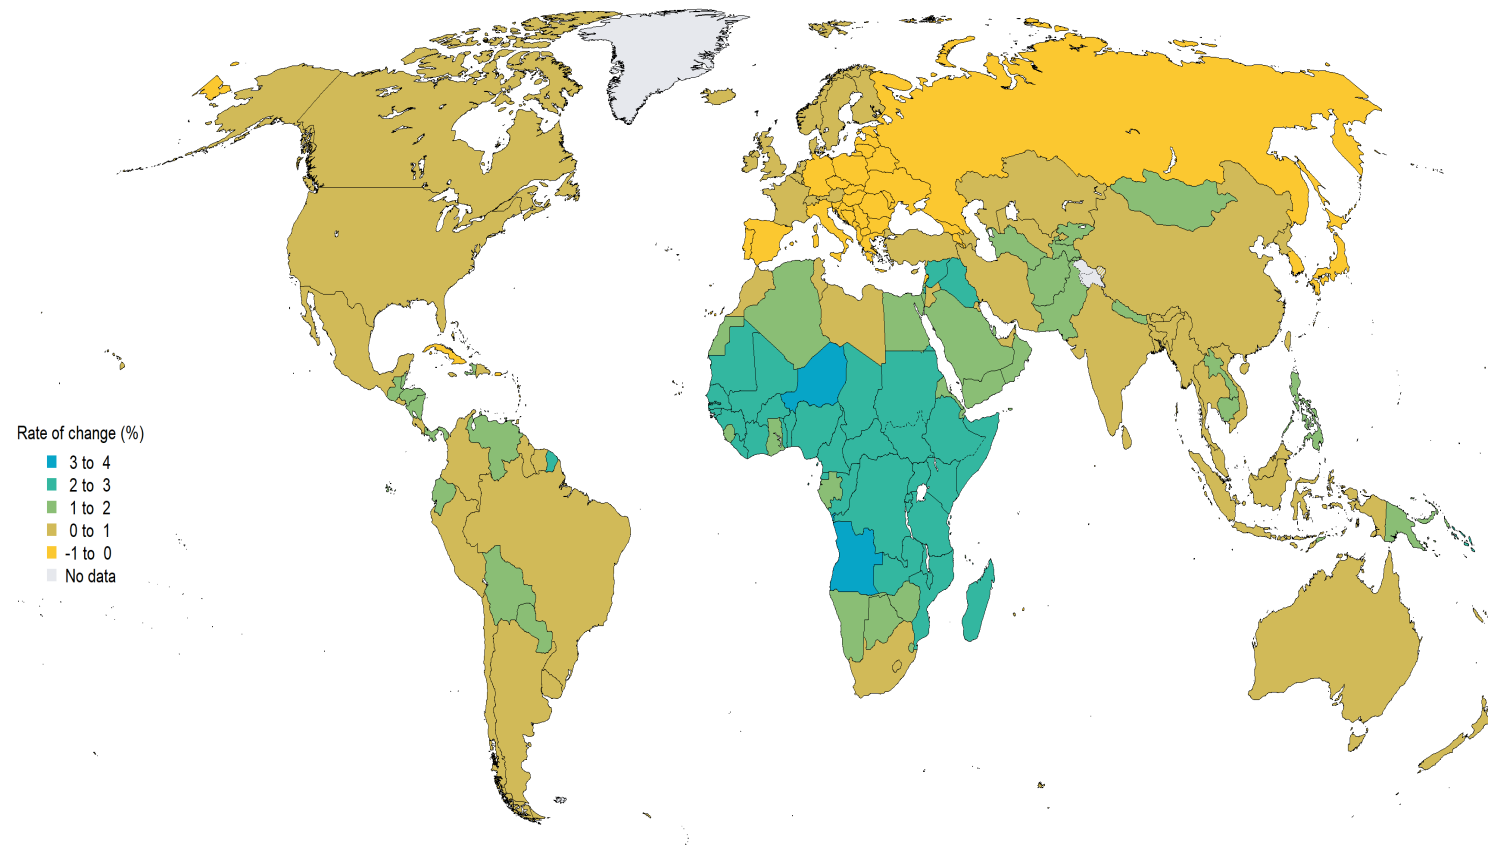 Rate of change (%)
3 to 4
2 to 3
1 to 2
0 to 1
-1 to 0
No data